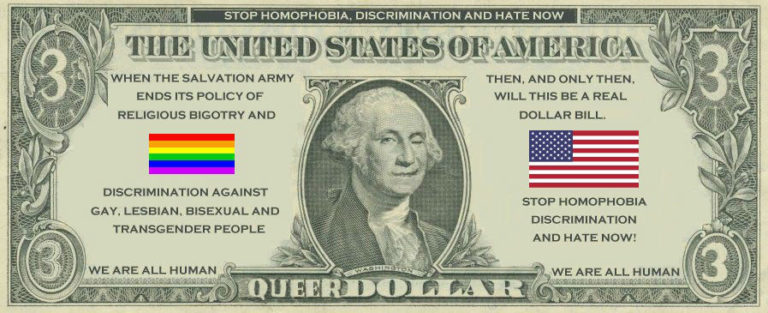 STOP HOMOPHOBIA, DISCRIMINATION AND HATE NOW
THE UNITED STATES OF AMERICA
3
3
WHEN THE SALVATION ARMY
ENDS ITS POLICY OF
RELIGIOUS BIGOTRY AND
DISCRIMINATION AGAINST
GAY, LESBIAN, BISEXUAL AND
TRANSGENDER PEOPLE
THEN, AND ONLY THEN,
WILL THIS BE A REAL
DOLLAR BILL.
STOP HOMOPHOBIA
DISCRIMINATION
AND HATE NOW!
3
WE ARE ALL HUMAN
WASHINGTON
WE ARE ALL HUMAN
3
QUEER DOLLAR